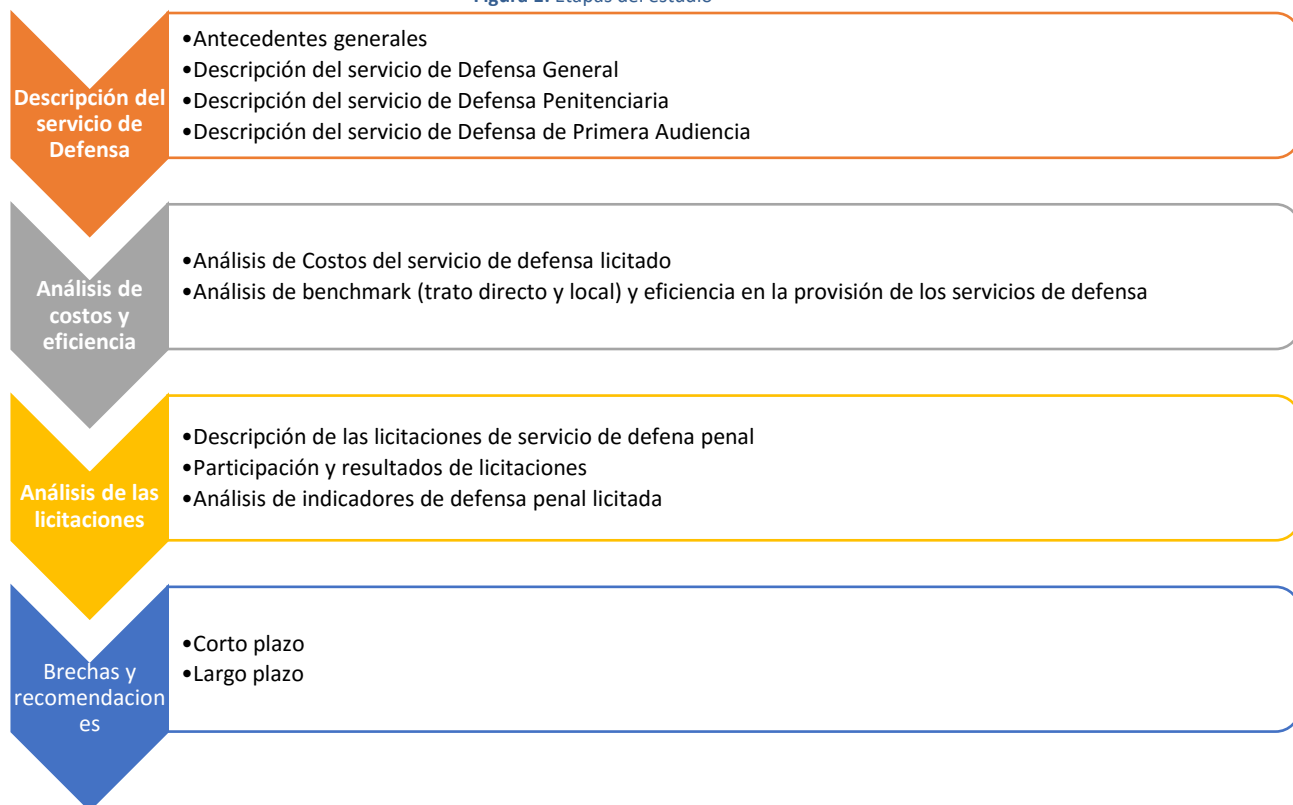 Figura 1. Etapas del estudio
Descripción del
servicio de
Defensa
•Antecedentes generales
•Descripción del servicio de Defensa General
•Descripción del servicio de Defensa Penitenciaria
•Descripción del servicio de Defensa de Primera Audiencia
Análisis de
costos y
eficiencia
•Análisis de Costos del servicio de defensa licitado
•Análisis de benchmark (trato directo y local) y eficiencia en la provisión de los servicios de defensa
Análisis de las
licitaciones
•Descripción de las licitaciones de servicio de defena penal
•Participación y resultados de licitaciones
•Análisis de indicadores de defensa penal licitada
Brechas y
recomendacion
es
•Corto plazo
•Largo plazo